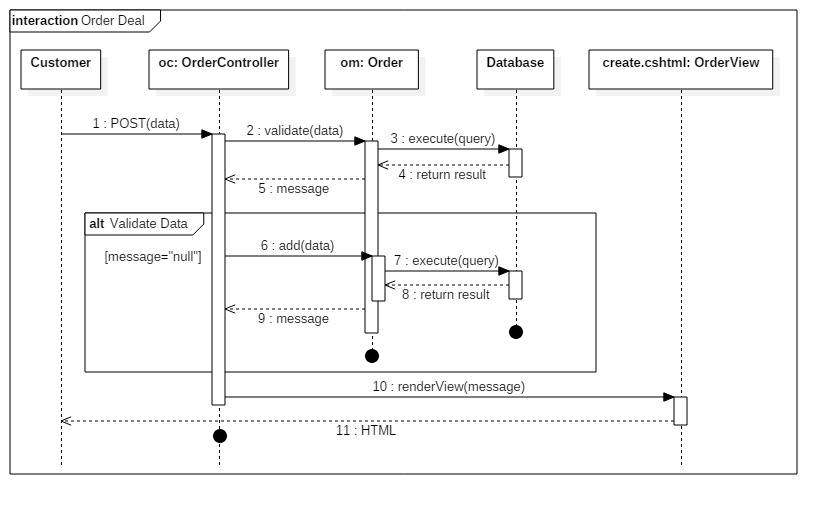 interaction Order Deal
Customer
oc: OrderController
om: Order
Database
create.cshtml: OrderView
1 : POST(data)
2 : validate(data)
3 : execute(query)
4 : return result
5 : message
alt Validate Data
[message="null"]
6 : add(data)
7 : execute(query)
8 : return result
9 : message
10 : renderView(message)
11 : HTML